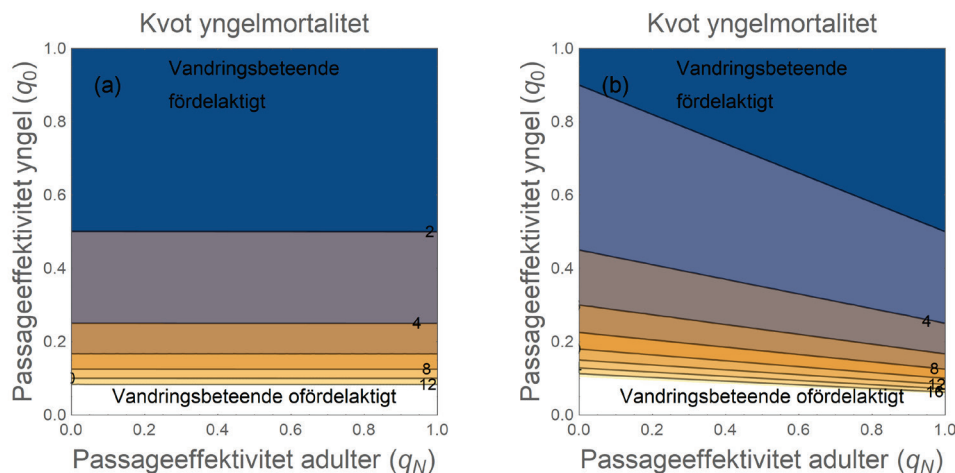 Kvot yngelmortalitet
Passageeffektivitet yngel (q0)
1.0
0.8
0.6
0.4
0.2
0.0
(a)
Vandringsbeteende
fördelaktigt
2
4
8
12
Vandringsbeteende ofördelaktigt
0.0 0.2 0.4 0.6 0.8 1.0
Passageeffektivitet adulter (qN)
Kvot yngelmortalitet
Passageeffektivitet yngel (q0)
1.0
0.8
0.6
0.4
0.2
0.0
(b)
Vandringsbeteende
fördelaktigt
4
8
12
16
Vandringsbeteende ofördelaktigt
0.0 0.2 0.4 0.6 0.8 1.0
Passageeffektivitet adulter (qN)